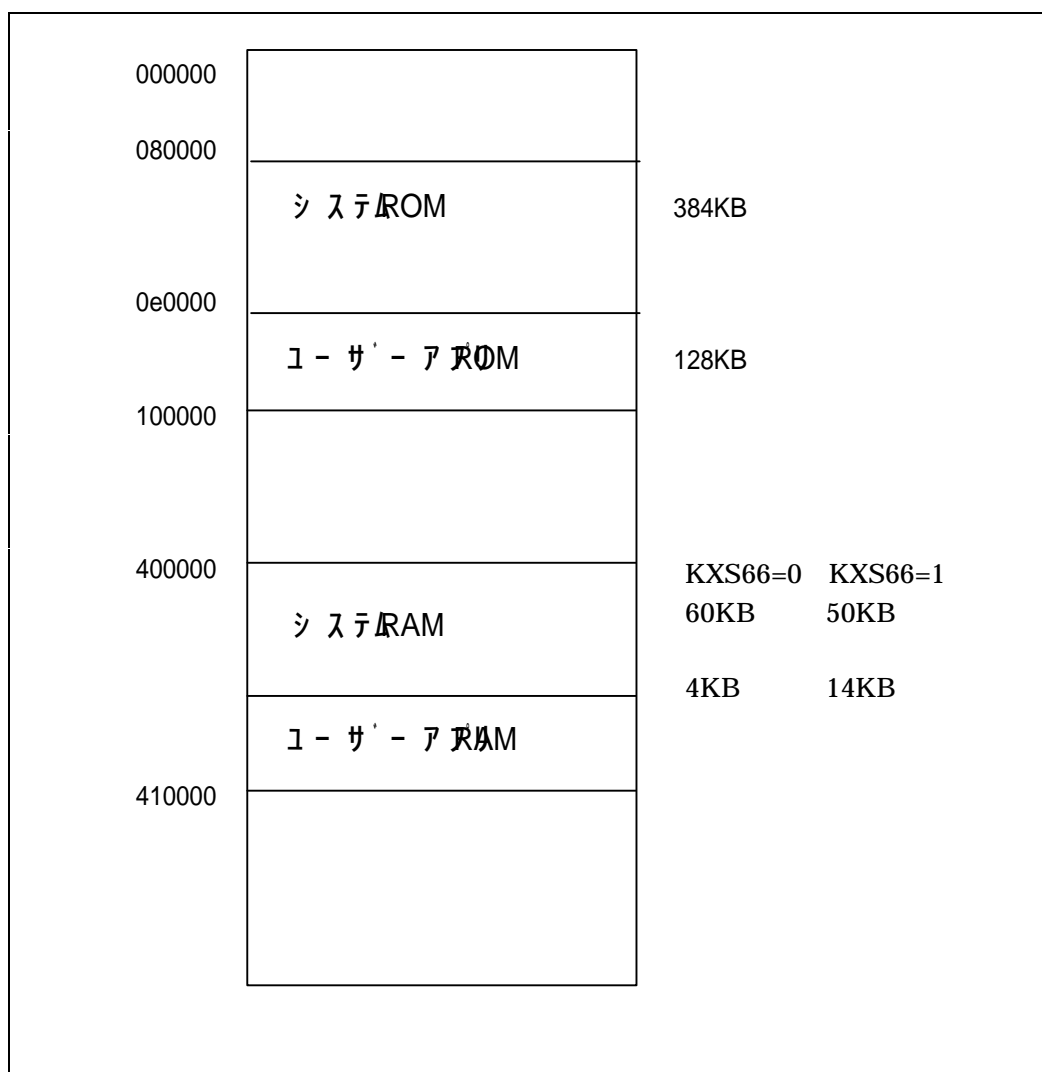 000000
080000
システムROM 384KB
0e0000
ユーザーアプリROM 128KB
100000
400000
KXS66=0 KXS66=1
システムRAM 60KB 50KB
4KB 14KB
ユーザーアプリRAM
410000